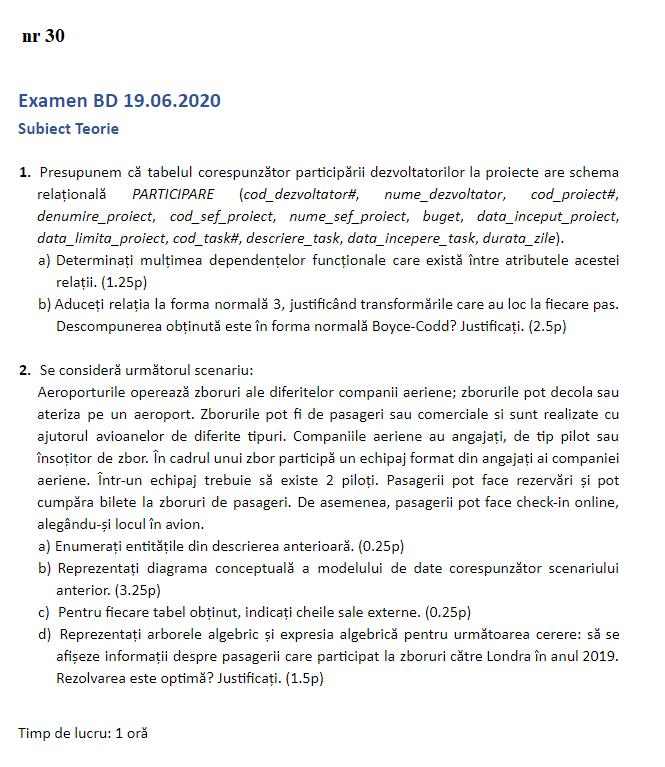 nr 30
Examen BD 19.06.2020
Subiect Teorie
1. Presupunem că tabelul corespunzător participării dezvoltatorilor la proiecte are schema
relațională PARTICIPARE (cod_dezvoltator#, nume_dezvoltator, cod_proiect#,
denumire_proiect, cod_sef_proiect, nume_sef_proiect, buget, data_inceput_proiect,
data_limita_proiect, cod_task#, descriere_task, data_incepere_task, durata_zile).
a) Determinați mulțimea dependențelor funcționale care există între atributele acestei
relații. (1.25p)
b) Aduceți relația la forma normală 3, justificând transformările care au loc la fiecare pas.
Descompunerea obținută este în forma normală Boyce-Codd? Justificați. (2.5p)
2. Se consideră următorul scenariu:
Aeroporturile operează zboruri ale diferitelor companii aeriene; zborurile pot decola sau
ateriza pe un aeroport. Zborurile pot fi de pasageri sau comerciale si sunt realizate cu
ajutorul avioanelor de diferite tipuri. Companiile aeriene au angajați, de tip pilot sau
însoțitor de zbor. În cadrul unui zbor participă un echipaj format din angajați ai companiei
aeriene. Într-un echipaj trebuie să existe 2 piloți. Pasagerii pot face rezervări și pot
cumpăra bilete la zboruri de pasageri. De asemenea, pasagerii pot face check-in online,
alegându-și locul în avion.
a) Enumerați entitățile din descrierea anterioară. (0.25p)
b) Reprezentați diagrama conceptuală a modelului de date corespunzător scenariului
anterior. (3.25p)
c) Pentru fiecare tabel obținut, indicați cheile sale externe. (0.25p)
d) Reprezentați arborele algebric și expresia algebrică pentru următoarea cerere: să se
afișeze informații despre pasagerii care participat la zboruri către Londra în anul 2019.
Rezolvarea este optimă? Justificați. (1.5p)
Timp de lucru: 1 oră